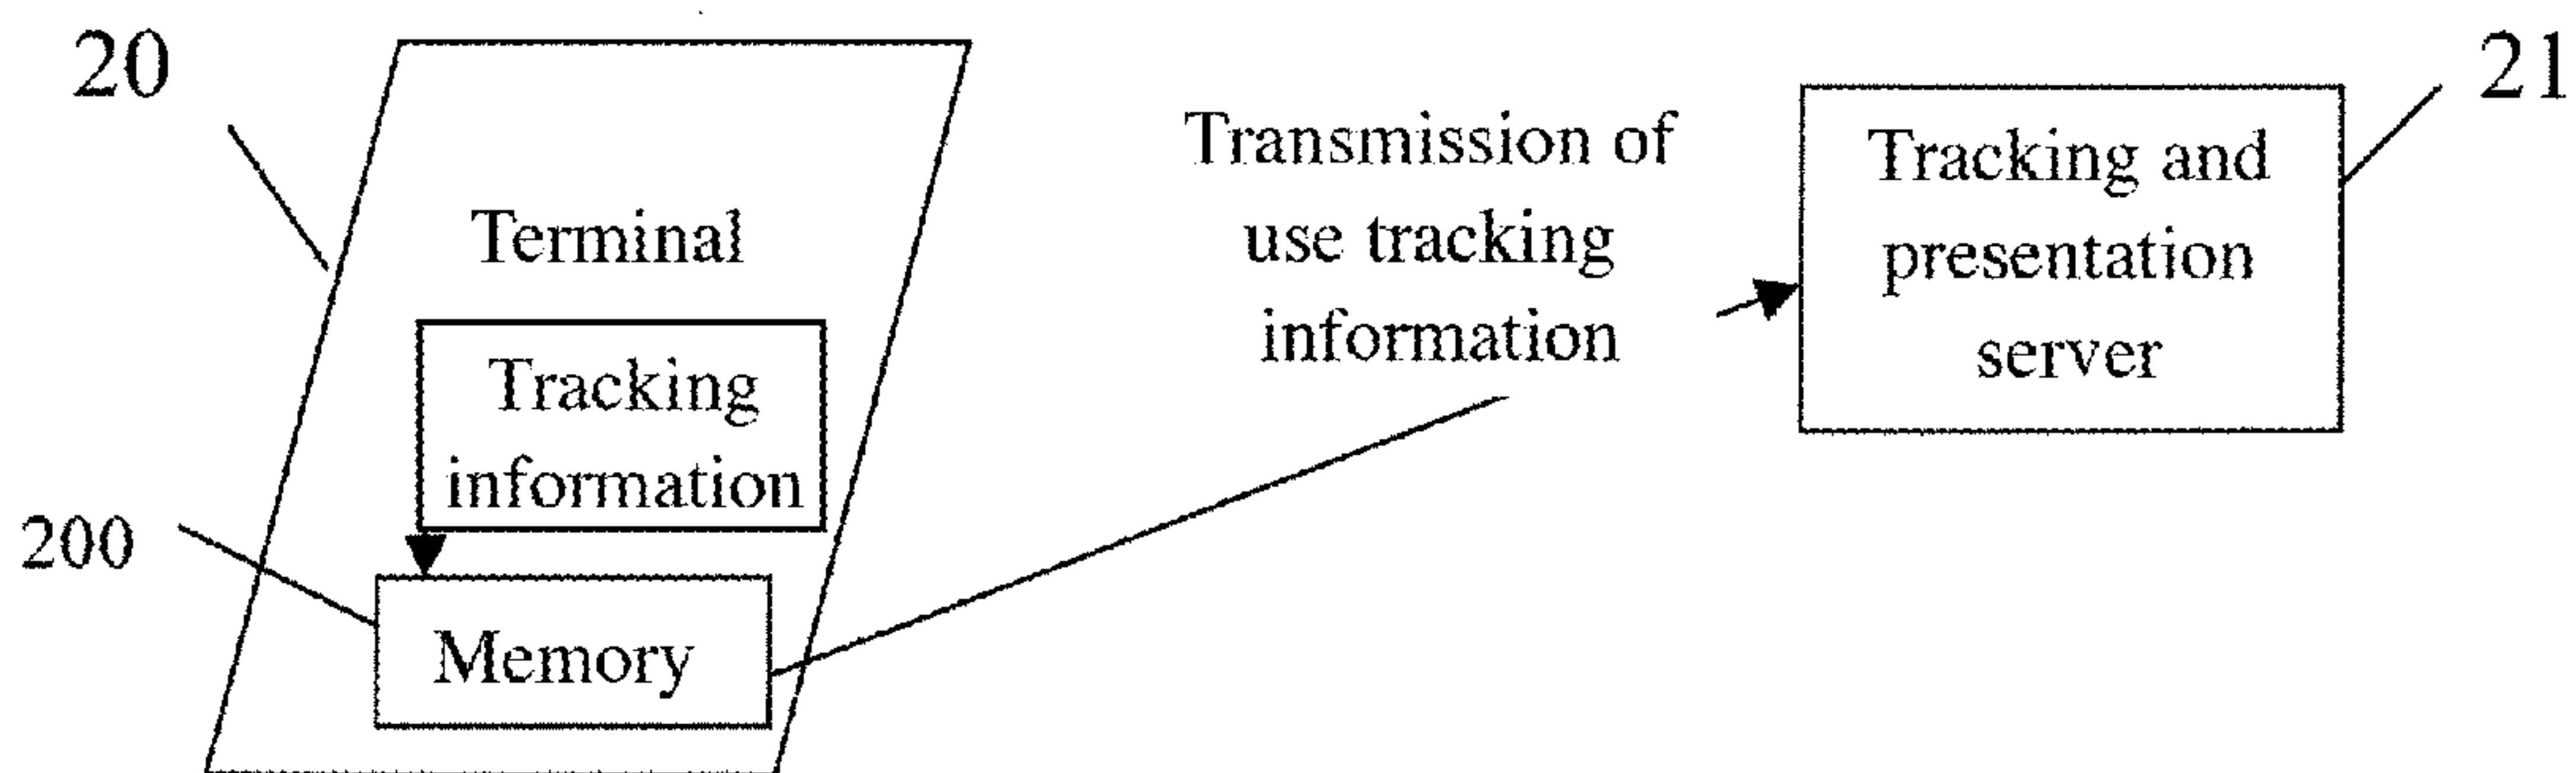 20
Terminal
Tracking
information
200
Memory
Transmission of
use tracking
information
Tracking and
presentation
server
21